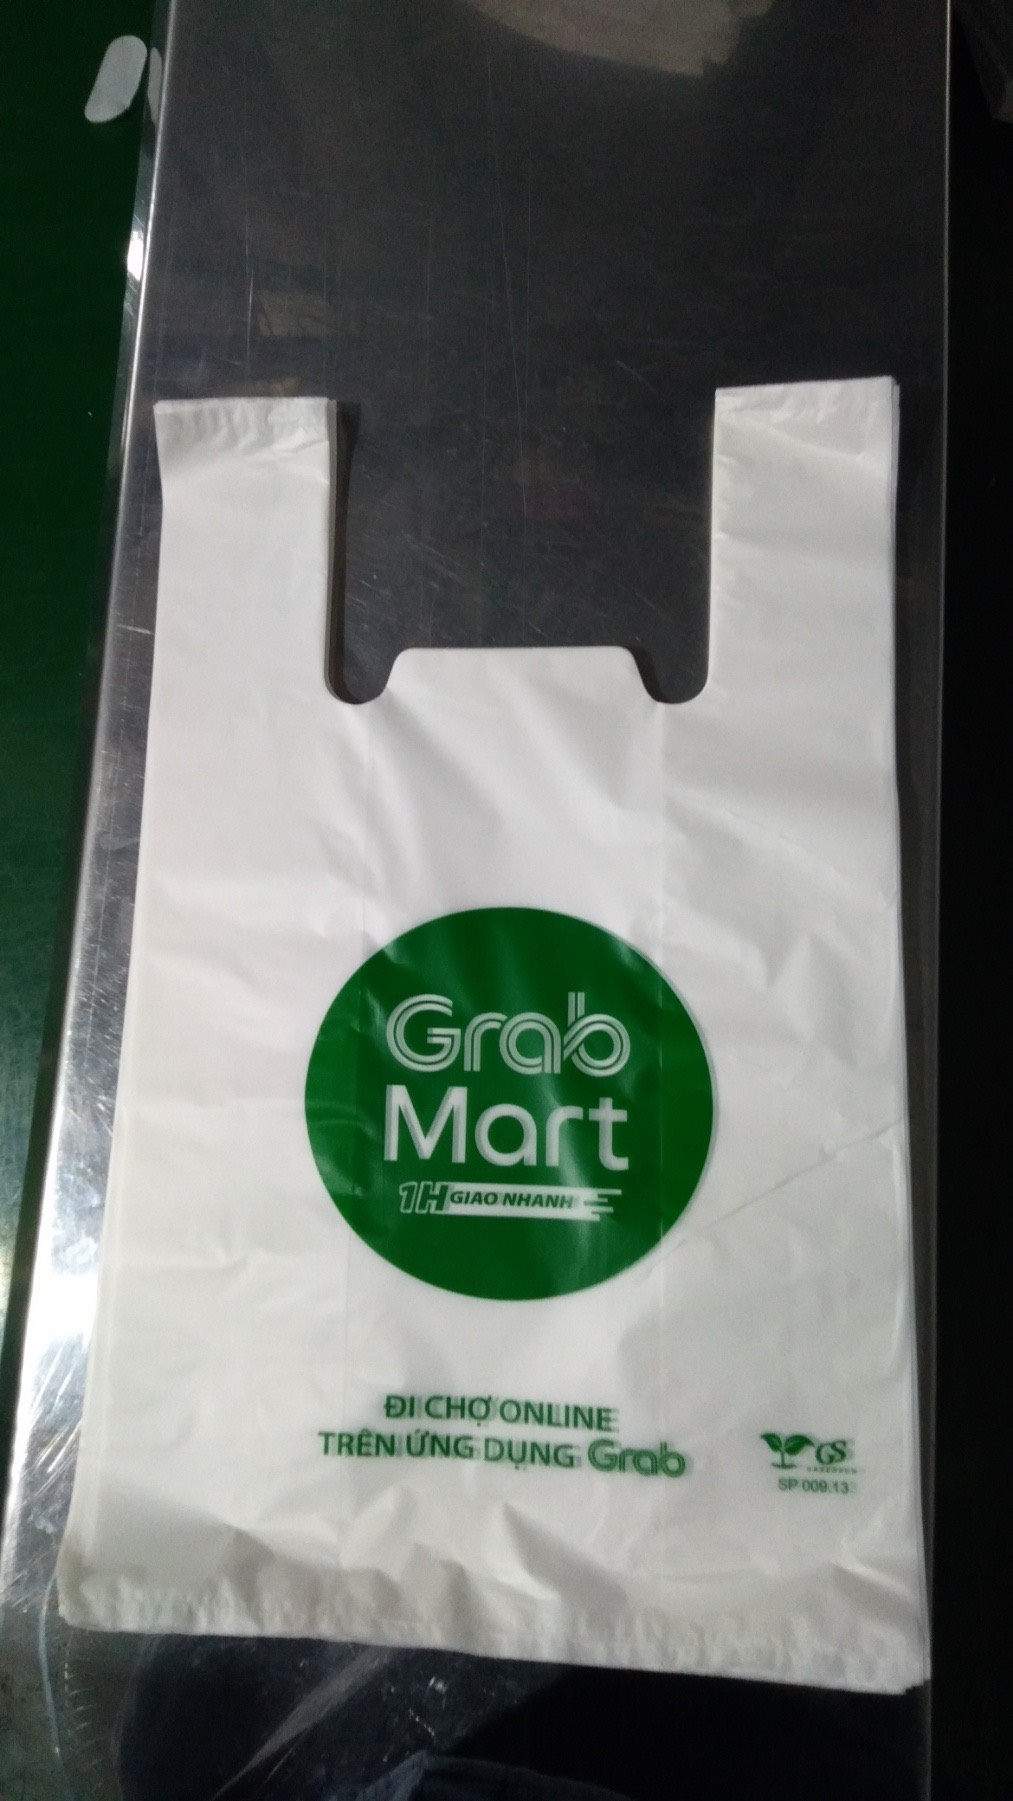 Grab
Mart
1H GIAO NHANH
ĐI CHỢ ONLINE
TRÊN ỨNG DỤNG Grab
GS
SP 009.13